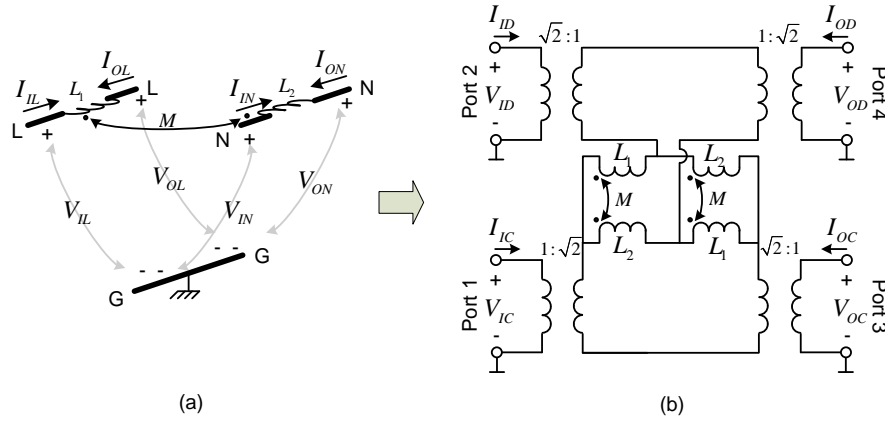 I_IL
L_1
I_OL
L
I_IN
L_2
I_ON
N
L
+
+
M
N
+
+
V_IL
V_OL
V_IN
V_ON
- -
- -
G
G
(a)
I_ID
√2:1
1:√2
I_OD
Port 2
+
V_ID
-
+
V_OD
-
Port 4
L_1
L_2
M
M
L_2
L_1
I_IC
1:√2
√2:1
I_OC
Port 1
+
V_IC
-
+
V_OC
-
Port 3
(b)